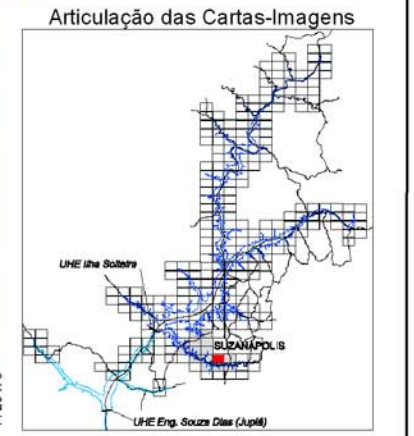 Articulação das Cartas-Imagens
UHE Ilha Solteira
SUZANÁPOLIS
UHE Eng. Souza Dias (Jupiá)